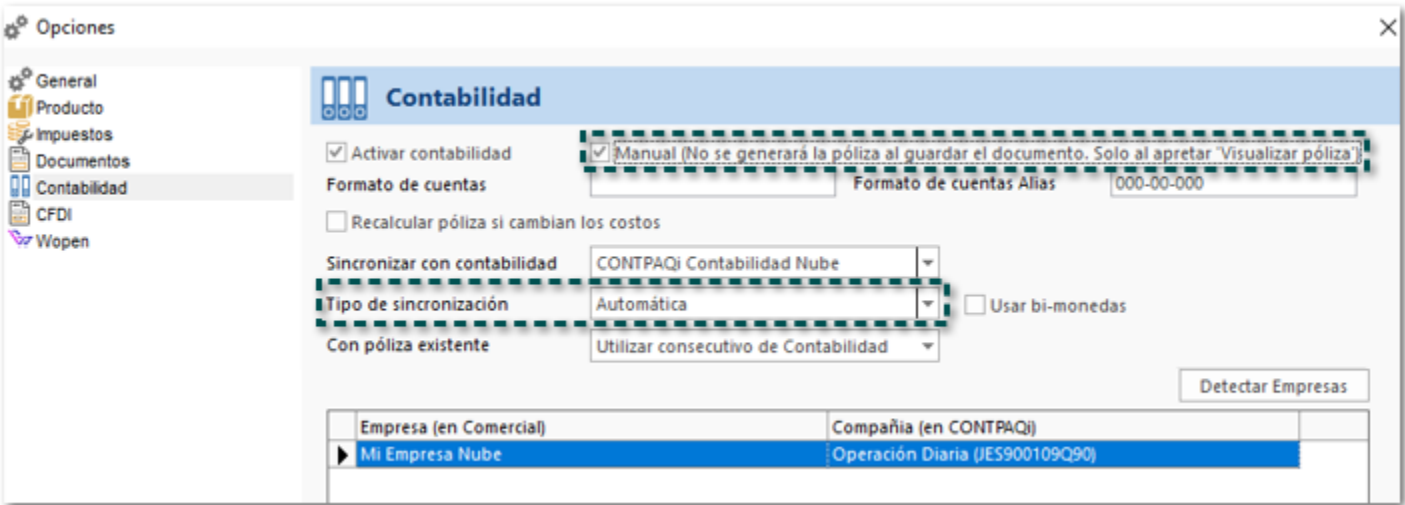 Opciones
General
Producto
Impuestos
Documentos
Contabilidad
CFDI
Wopen
Contabilidad
Activar contabilidad
Manual (No se generará la póliza al guardar el documento. Solo al apretar 'Visualizar póliza')
Formato de cuentas
Formato de cuentas Alias
000-00-000
Recalcular póliza si cambian los costos
Sincronizar con contabilidad
CONTPAQi Contabilidad Nube
Tipo de sincronización
Automática
Usar bi-monedas
Con póliza existente
Utilizar consecutivo de Contabilidad
Detectar Empresas
Empresa (en Comercial)
Compañia (en CONTPAQi)
Mi Empresa Nube
Operación Diaria (JES900109Q90)